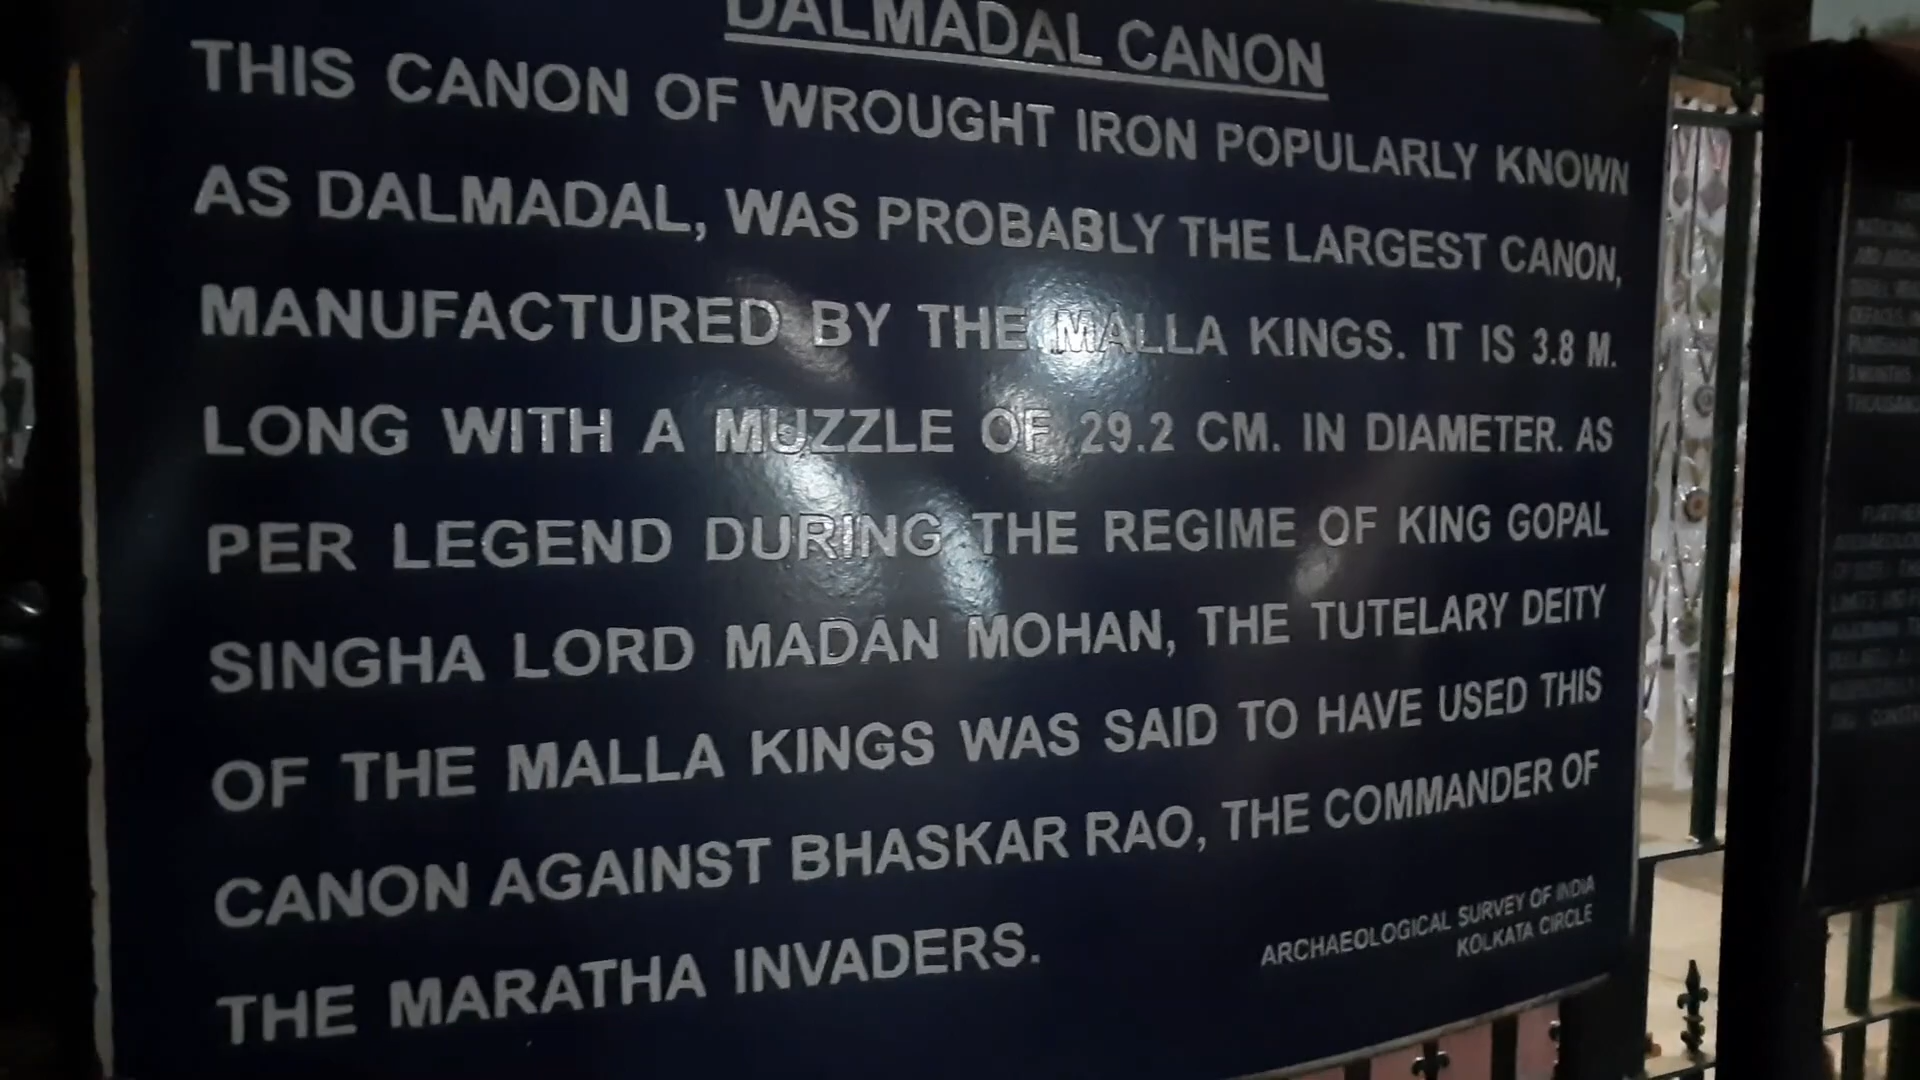 DALMADAL CANON
THIS CANON OF WROUGHT IRON POPULARLY KNOWN
AS DALMADAL, WAS PROBABLY THE LARGEST CANON,
MANUFACTURED BY THE MALLA KINGS. IT IS 3.8 M.
LONG WITH A MUZZLE OF 29.2 CM. IN DIAMETER. AS
PER LEGEND DURING THE REGIME OF KING GOPAL
SINGHA LORD MADAN MOHAN, THE TUTELARY DEITY
OF THE MALLA KINGS WAS SAID TO HAVE USED THIS
CANON AGAINST BHASKAR RAO, THE COMMANDER OF
THE MARATHA INVADERS.
ARCHAEOLOGICAL SURVEY OF INDIA
KOLKATA CIRCLE